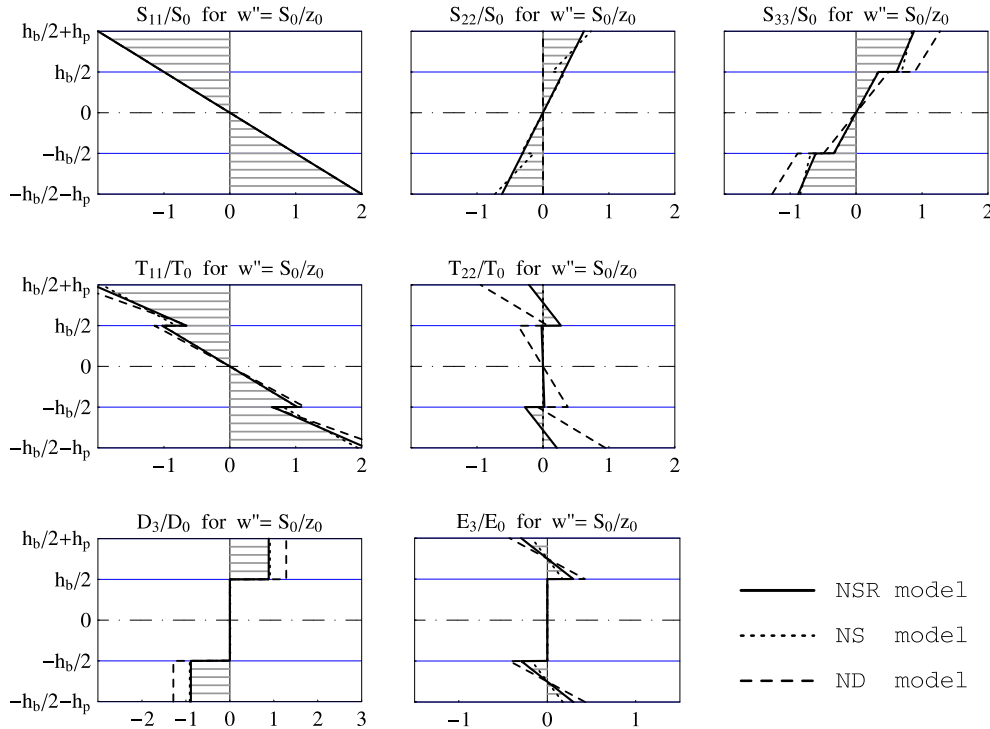 S11/S0 for w''= S0/z0
S22/S0 for w''= S0/z0
S33/S0 for w''= S0/z0
hb/2+hp
hb/2
0
−hb/2
−hb/2−hp
−1 0 1 2
−1 0 1 2
−1 0 1 2
T11/T0 for w''= S0/z0
T22/T0 for w''= S0/z0
hb/2+hp
hb/2
0
−hb/2
−hb/2−hp
−1 0 1 2
−1 0 1 2
D3/D0 for w''= S0/z0
E3/E0 for w''= S0/z0
hb/2+hp
hb/2
0
−hb/2
−hb/2−hp
−2 −1 0 1 2 3
−1 0 1
NSR model
NS model
ND model